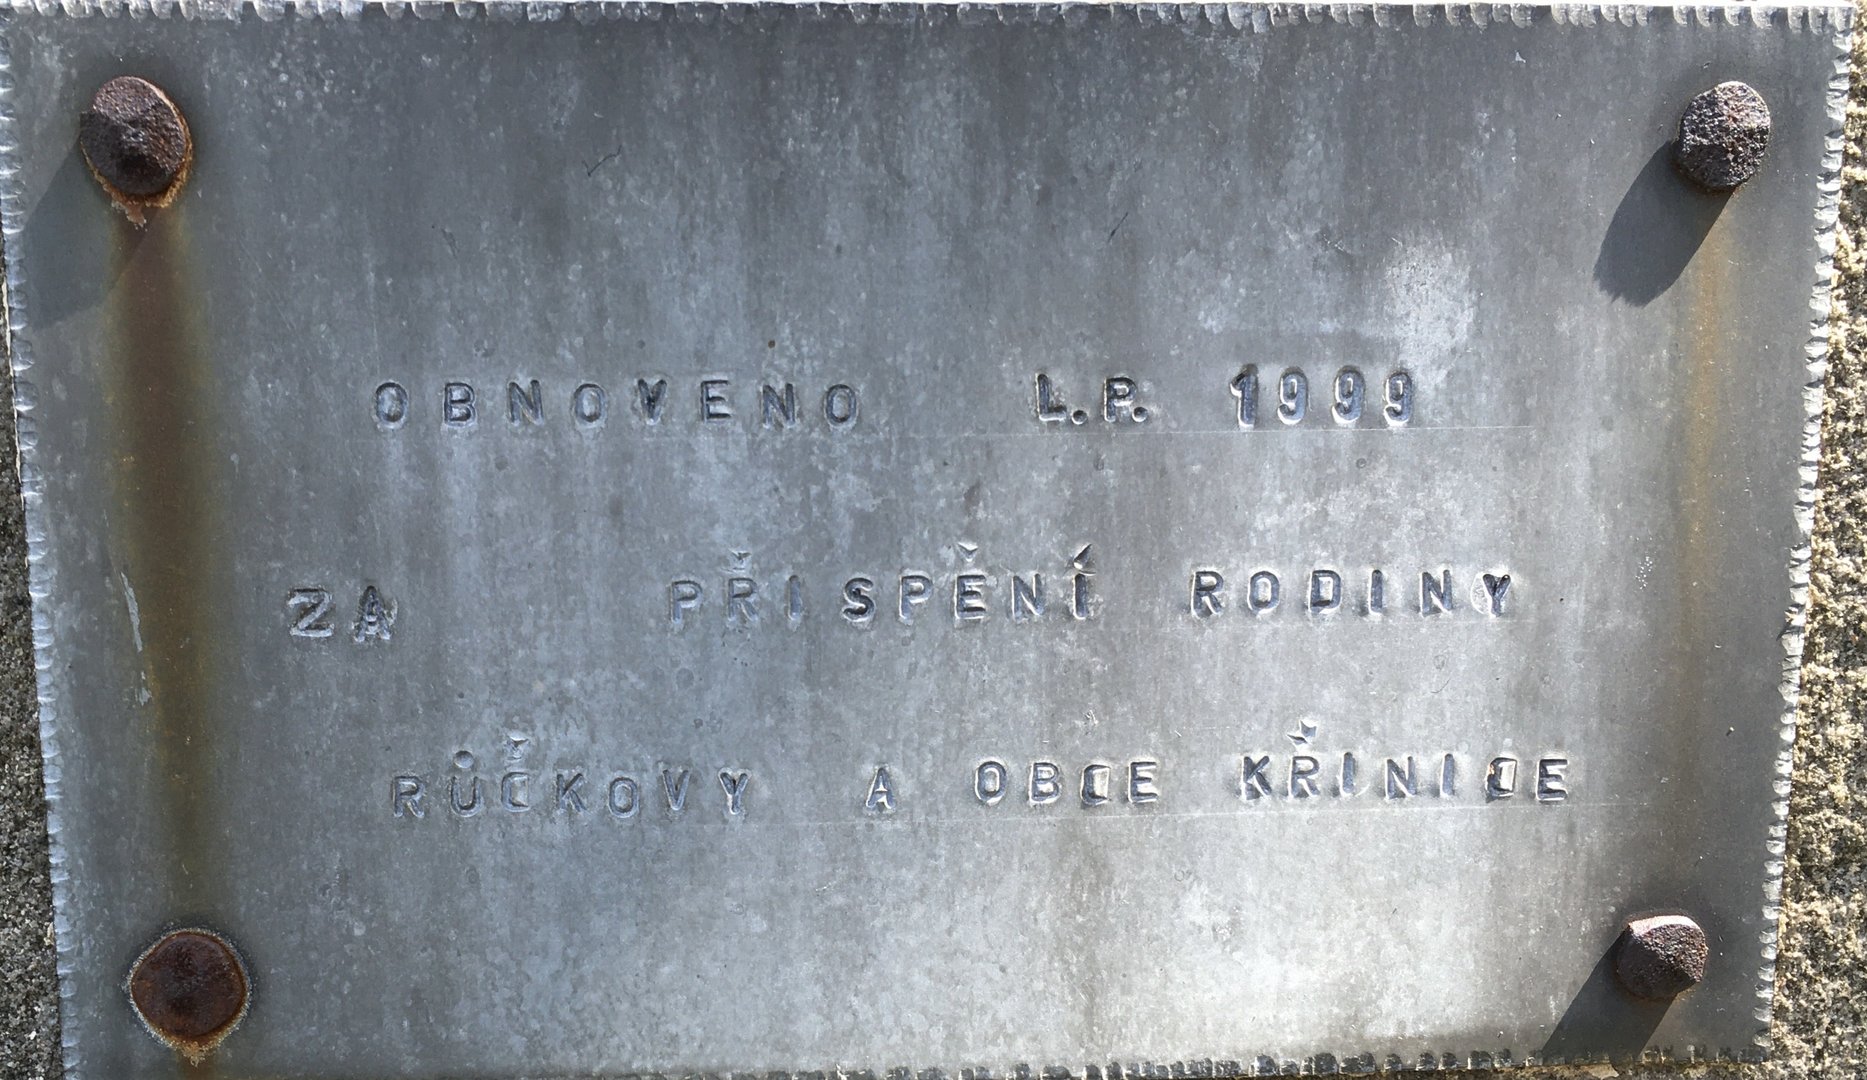 OBNOVENO L.P. 1999
ZA PŘISPĚNÍ RODINY
RŮČKOVY A OBCE KŘINICE